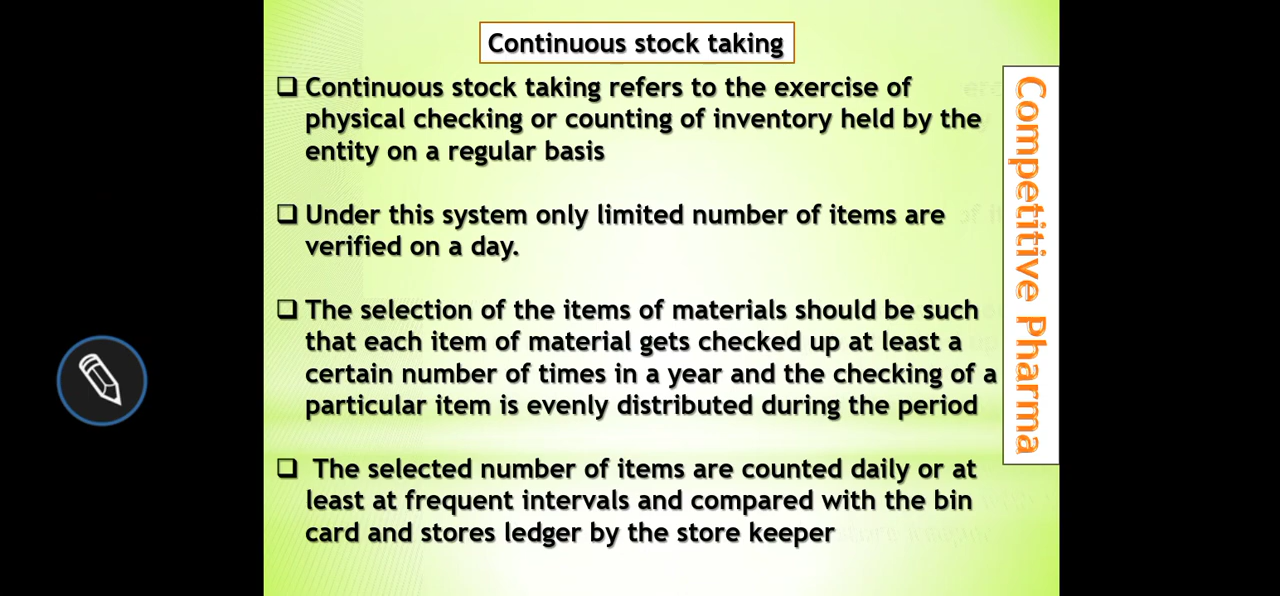 Continuous stock taking
❑ Continuous stock taking refers to the exercise of
physical checking or counting of inventory held by the
entity on a regular basis
❑ Under this system only limited number of items are
verified on a day.
❑ The selection of the items of materials should be such
that each item of material gets checked up at least a
certain number of times in a year and the checking of a
particular item is evenly distributed during the period
❑ The selected number of items are counted daily or at
least at frequent intervals and compared with the bin
card and stores ledger by the store keeper
Competitive Pharma